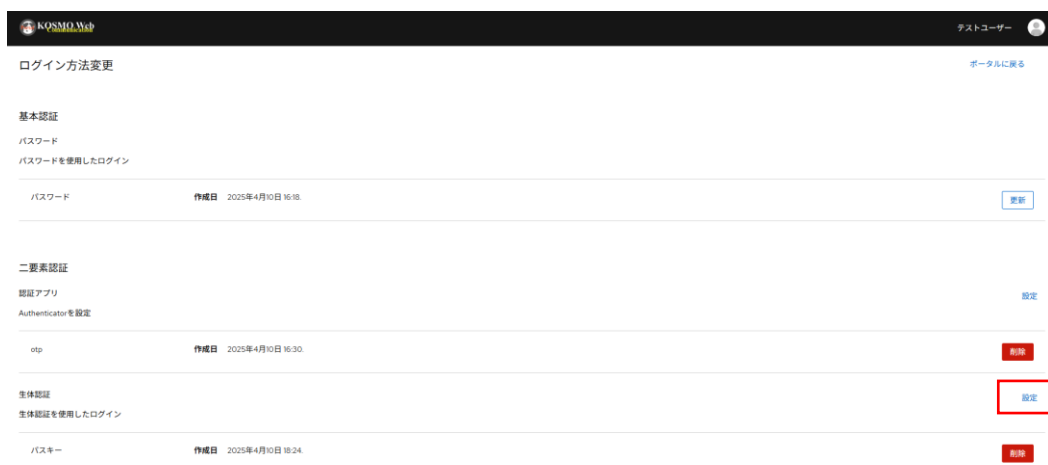 KOSMO Web
Communication
テストユーザー
ログイン方法変更
ポータルに戻る
基本認証
パスワード
パスワードを使用したログイン
パスワード 作成日 2025年4月10日 16:18. 更新
二要素認証
認証アプリ 設定
Authenticatorを設定
otp 作成日 2025年4月10日 16:30. 削除
生体認証 設定
生体認証を使用したログイン
パスキー 作成日 2025年4月10日 18:24. 削除